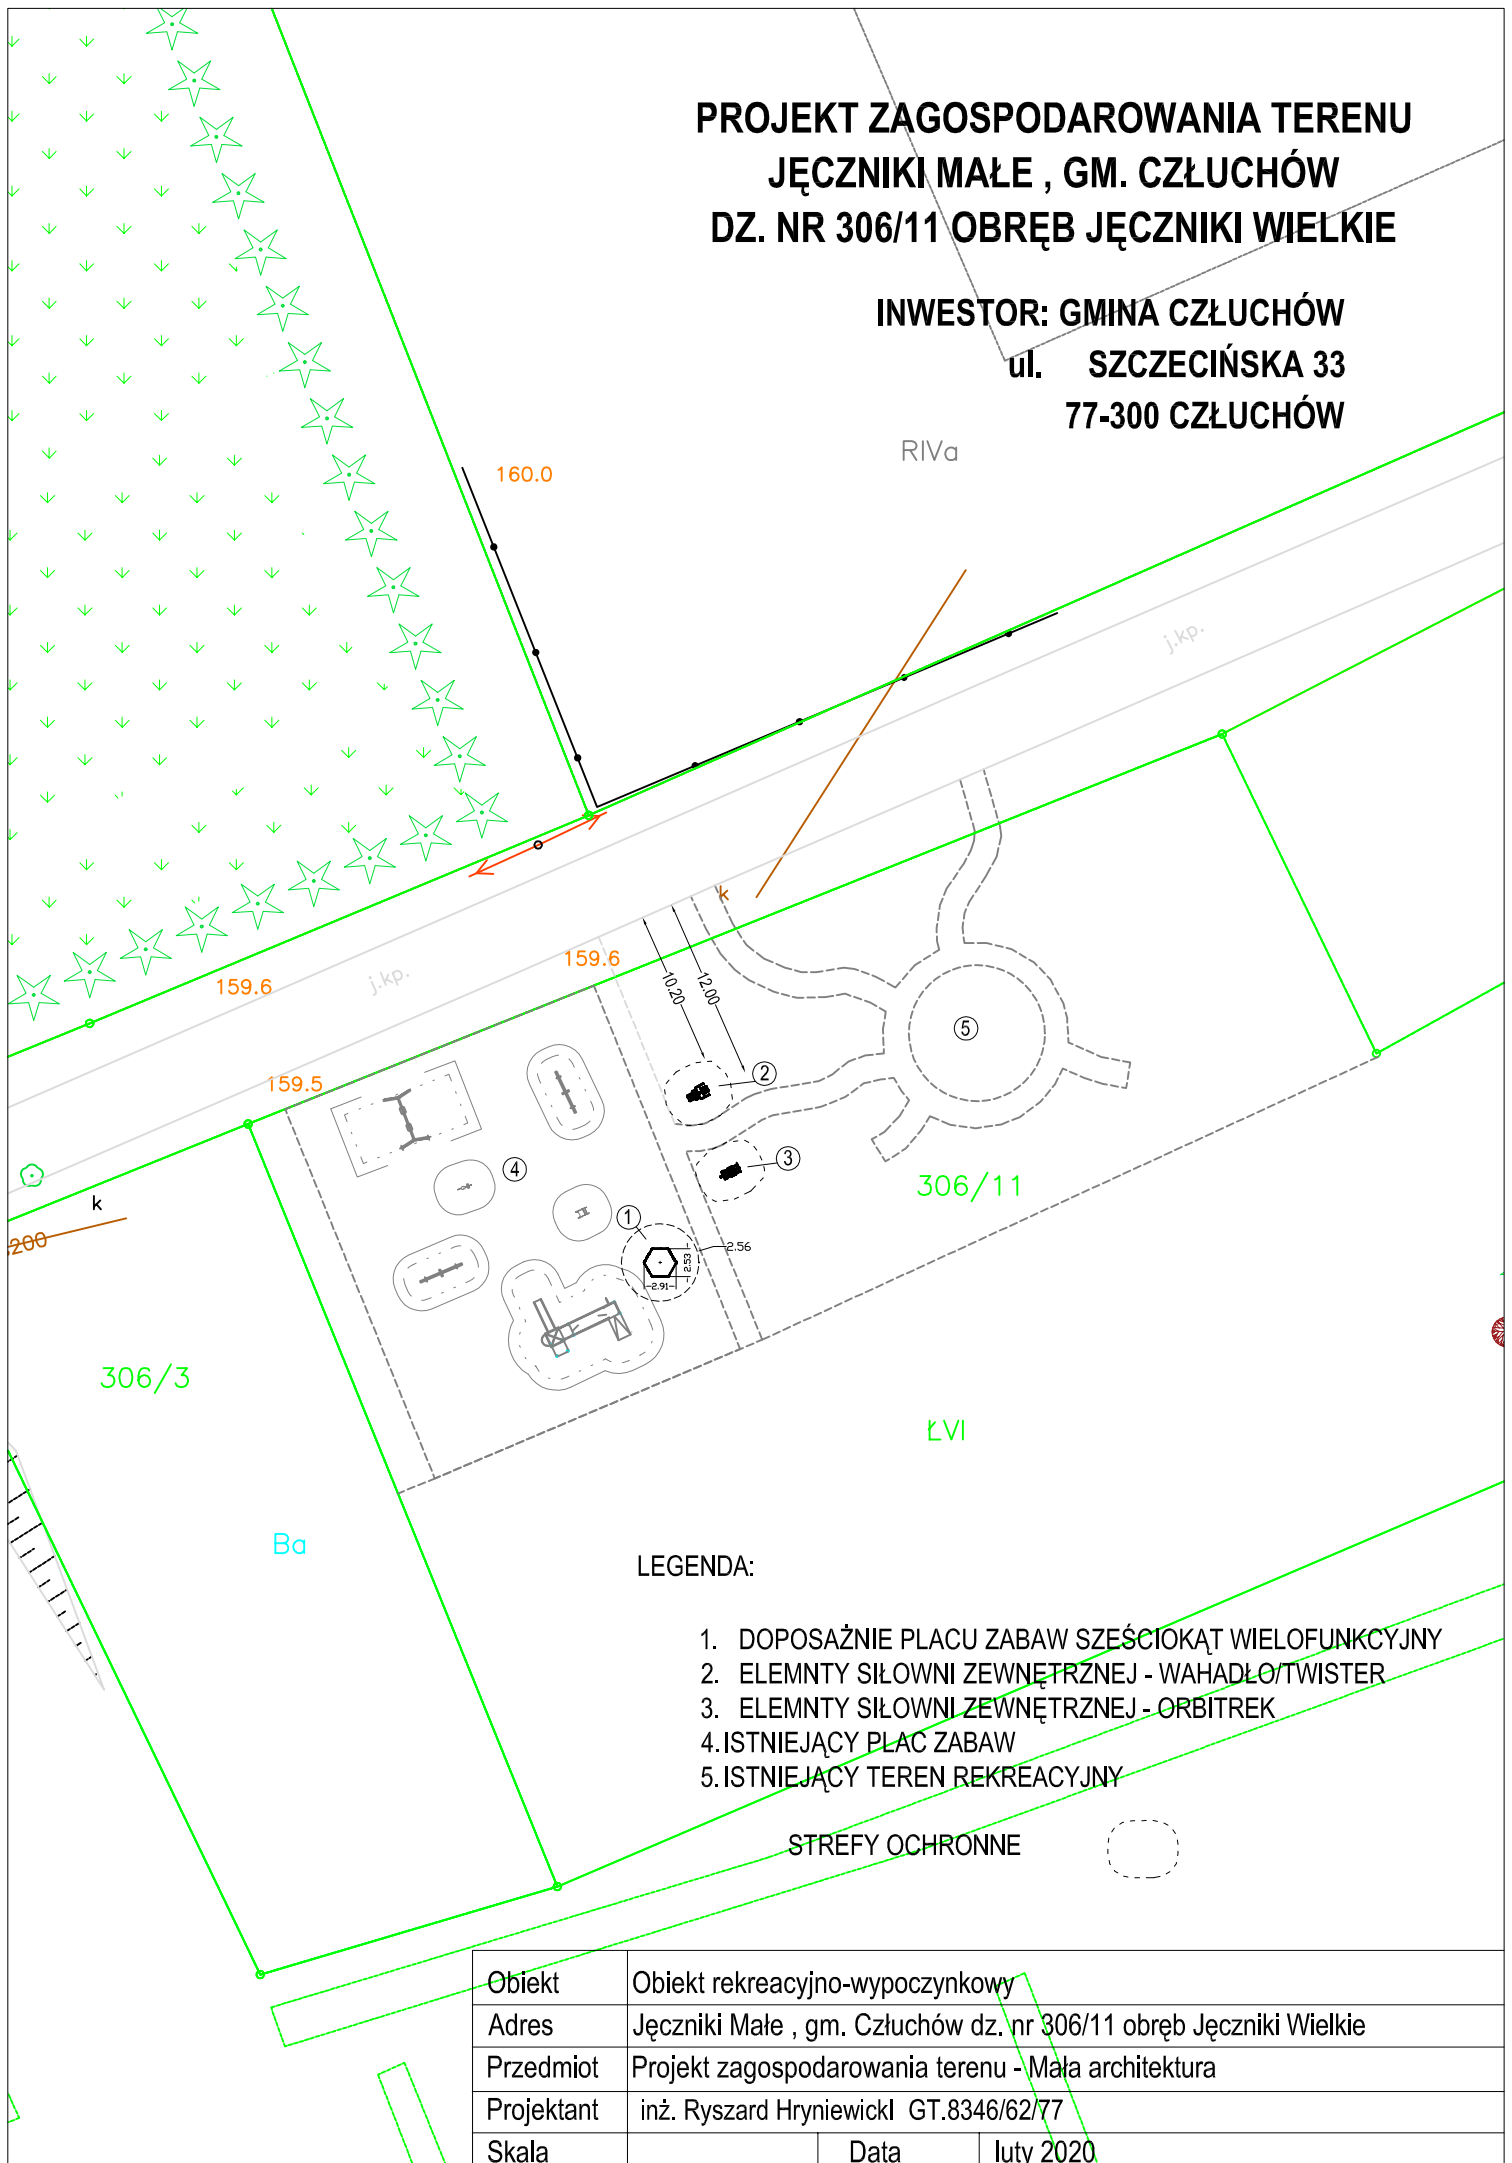 PROJEKT ZAGOSPODAROWANIA TERENU
JĘCZNIKI MAŁE , GM. CZŁUCHÓW
DZ. NR 306/11 OBRĘB JĘCZNIKI WIELKIE
INWESTOR: GMINA CZŁUCHÓW
ul. SZCZECIŃSKA 33
77-300 CZŁUCHÓW
RIVa
160.0
j.kp.
k
159.6
j.kp.
159.6
10.20
12.00
5
159.5
2
4
3
306/11
k
1
200
2.56
2.53
2.91
306/3
ŁVI
Ba
LEGENDA:
1. DOPOSAŻNIE PLACU ZABAW SZEŚCIOKĄT WIELOFUNKCYJNY
2. ELEMNTY SIŁOWNI ZEWNĘTRZNEJ - WAHADŁO/TWISTER
3. ELEMNTY SIŁOWNI ZEWNĘTRZNEJ - ORBITREK
4. ISTNIEJĄCY PLAC ZABAW
5. ISTNIEJĄCY TEREN REKREACYJNY
STREFY OCHRONNE
Obiekt Obiekt rekreacyjno-wypoczynkowy
Adres Jęczniki Małe , gm. Człuchów dz. nr 306/11 obręb Jęczniki Wielkie
Przedmiot Projekt zagospodarowania terenu - Mała architektura
Projektant inż. Ryszard HryniewickI GT.8346/62/77
Skala Data luty 2020